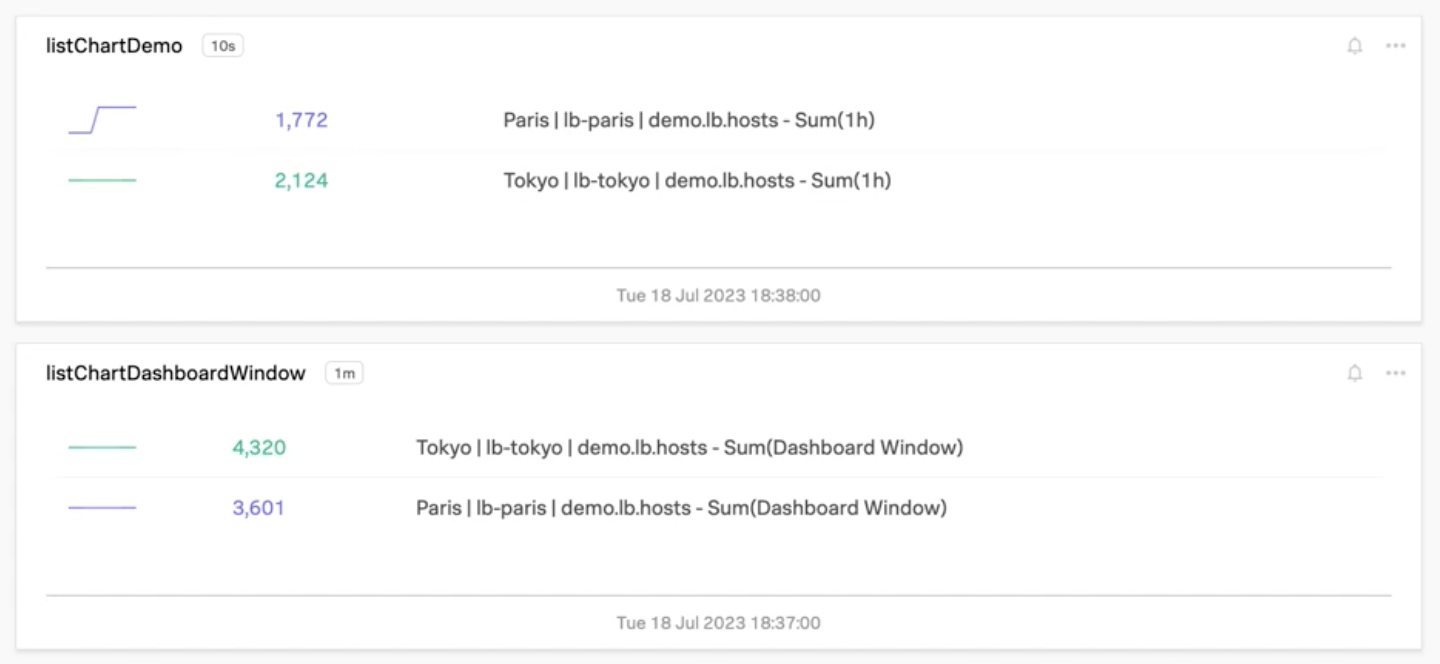 listChartDemo 10s
1,772 Paris | lb-paris | demo.lb.hosts - Sum(1h)
2,124 Tokyo | lb-tokyo | demo.lb.hosts - Sum(1h)
Tue 18 Jul 2023 18:38:00
listChartDashboardWindow 1m
4,320 Tokyo | lb-tokyo | demo.lb.hosts - Sum(Dashboard Window)
3,601 Paris | lb-paris | demo.lb.hosts - Sum(Dashboard Window)
Tue 18 Jul 2023 18:37:00